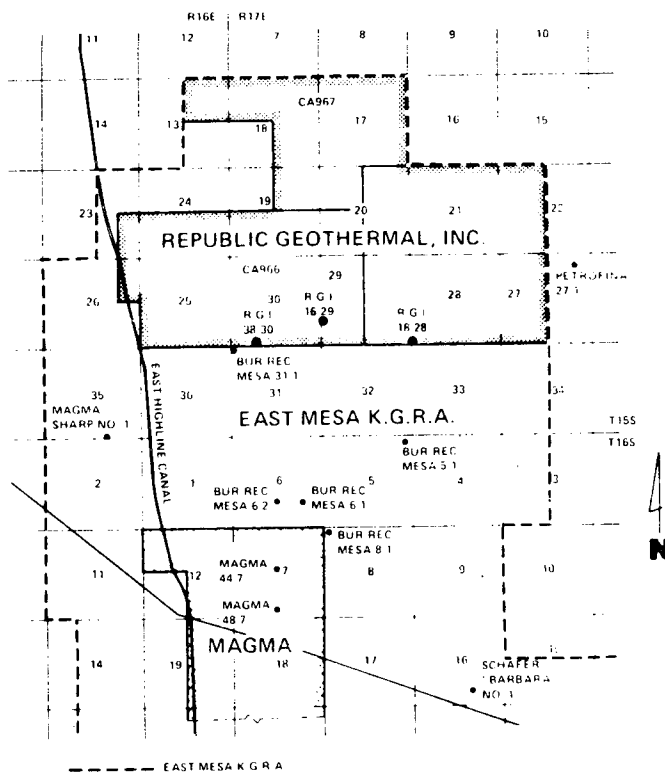 R16E R17E
11 12 7 8 9 10
CA967
14 13 18 17 16 15
23 24 19 20 21 22
REPUBLIC GEOTHERMAL, INC.
CA966
29
PETROFINA
27 1
26 25 30 28 27
R G I
16 29
R G I
38 30
R G I
16 28
BUR REC
MESA 31 1
35 36 31 32 33 34
MAGMA
SHARP NO. 1
EAST HIGHLINE CANAL
EAST MESA K.G.R.A.
T15S
T16S
BUR REC
MESA 5 1
2 1 6 5 4 3
BUR REC
MESA 6 2
BUR REC
MESA 6 1
N
BUR REC
MESA 8 1
11 12 7 8 9 10
MAGMA
44 7
MAGMA
48 7
MAGMA
14 19 18 17 16
SCHAFER
BARBARA
NO. 1
EAST MESA K G R A